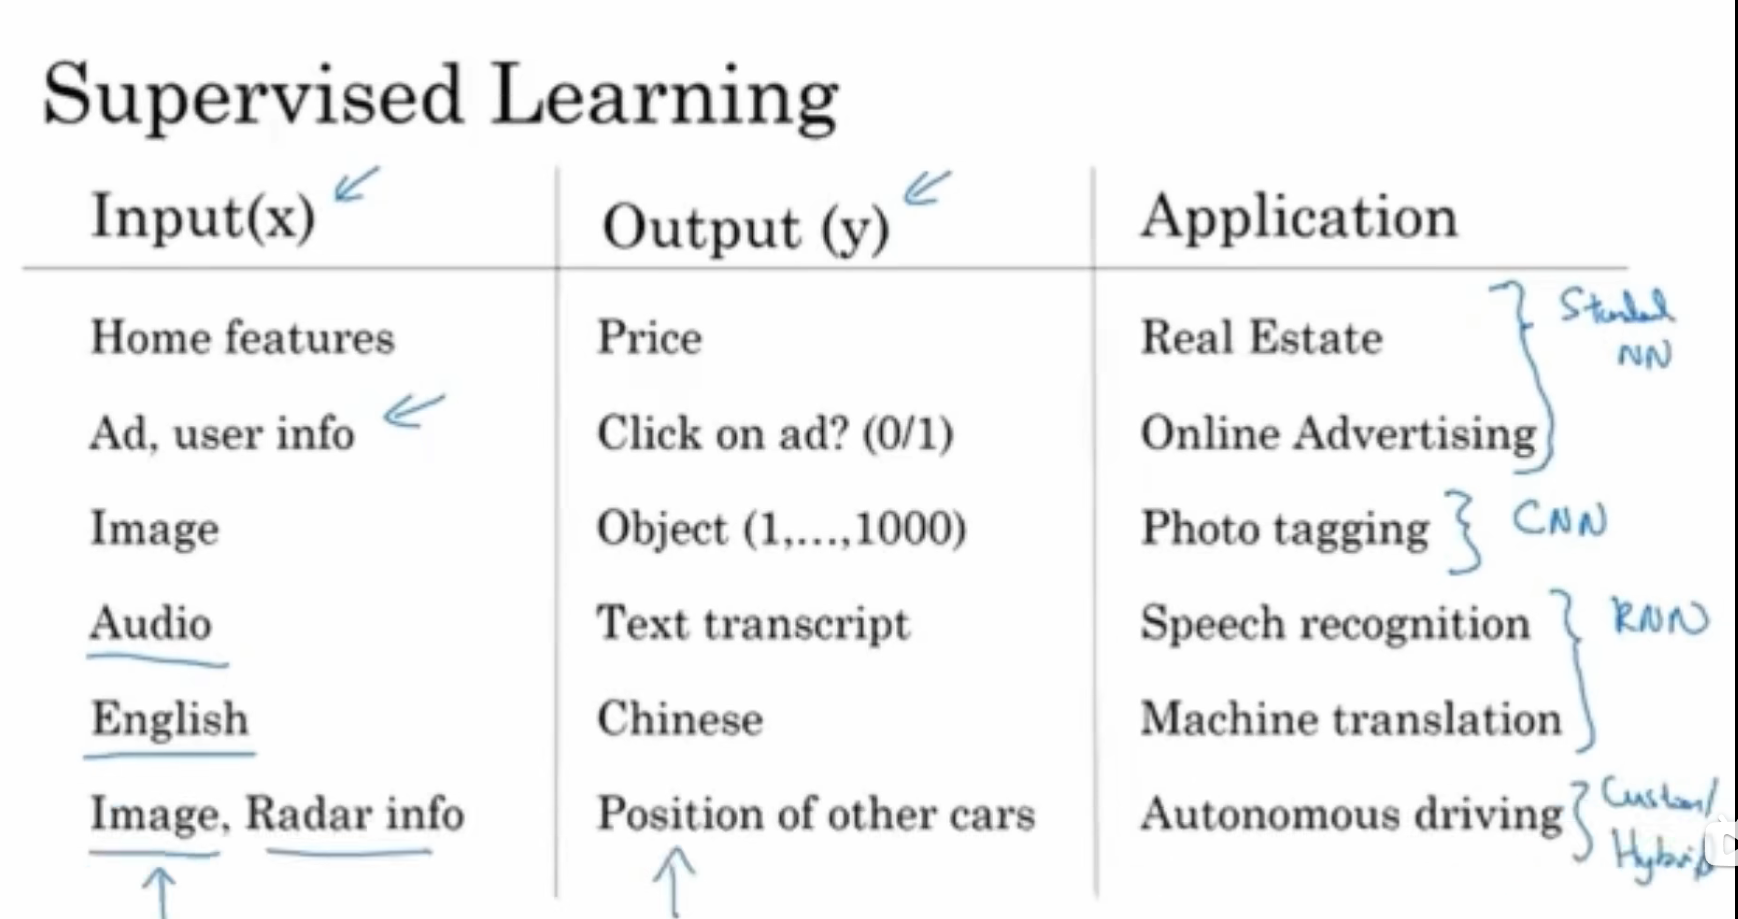 Supervised Learning
Input(x) Output (y) Application
Home features Price Real Estate Standard
NN
Ad, user info Click on ad? (0/1) Online Advertising
Image Object (1,...,1000) Photo tagging CNN
Audio Text transcript Speech recognition RNN
English Chinese Machine translation
Image, Radar info Position of other cars Autonomous driving Custom/
Hybrid